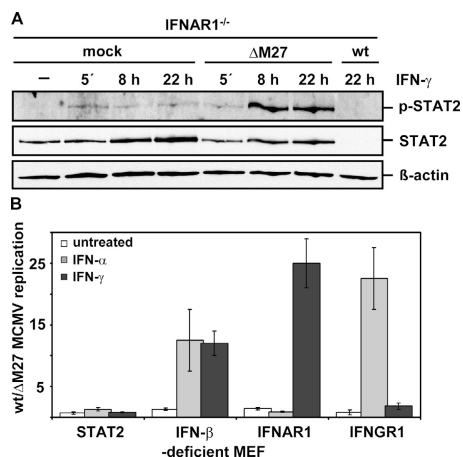 A
IFNAR1-/-
mock ΔM27 wt
– 5´ 8 h 22 h 5´ 8 h 22 h 22 h IFN-γ
p-STAT2
STAT2
ß-actin
B
wt/ΔM27 MCMV replication
25
15
5
untreated
IFN-α
IFN-γ
STAT2 IFN-β IFNAR1 IFNGR1
-deficient MEF